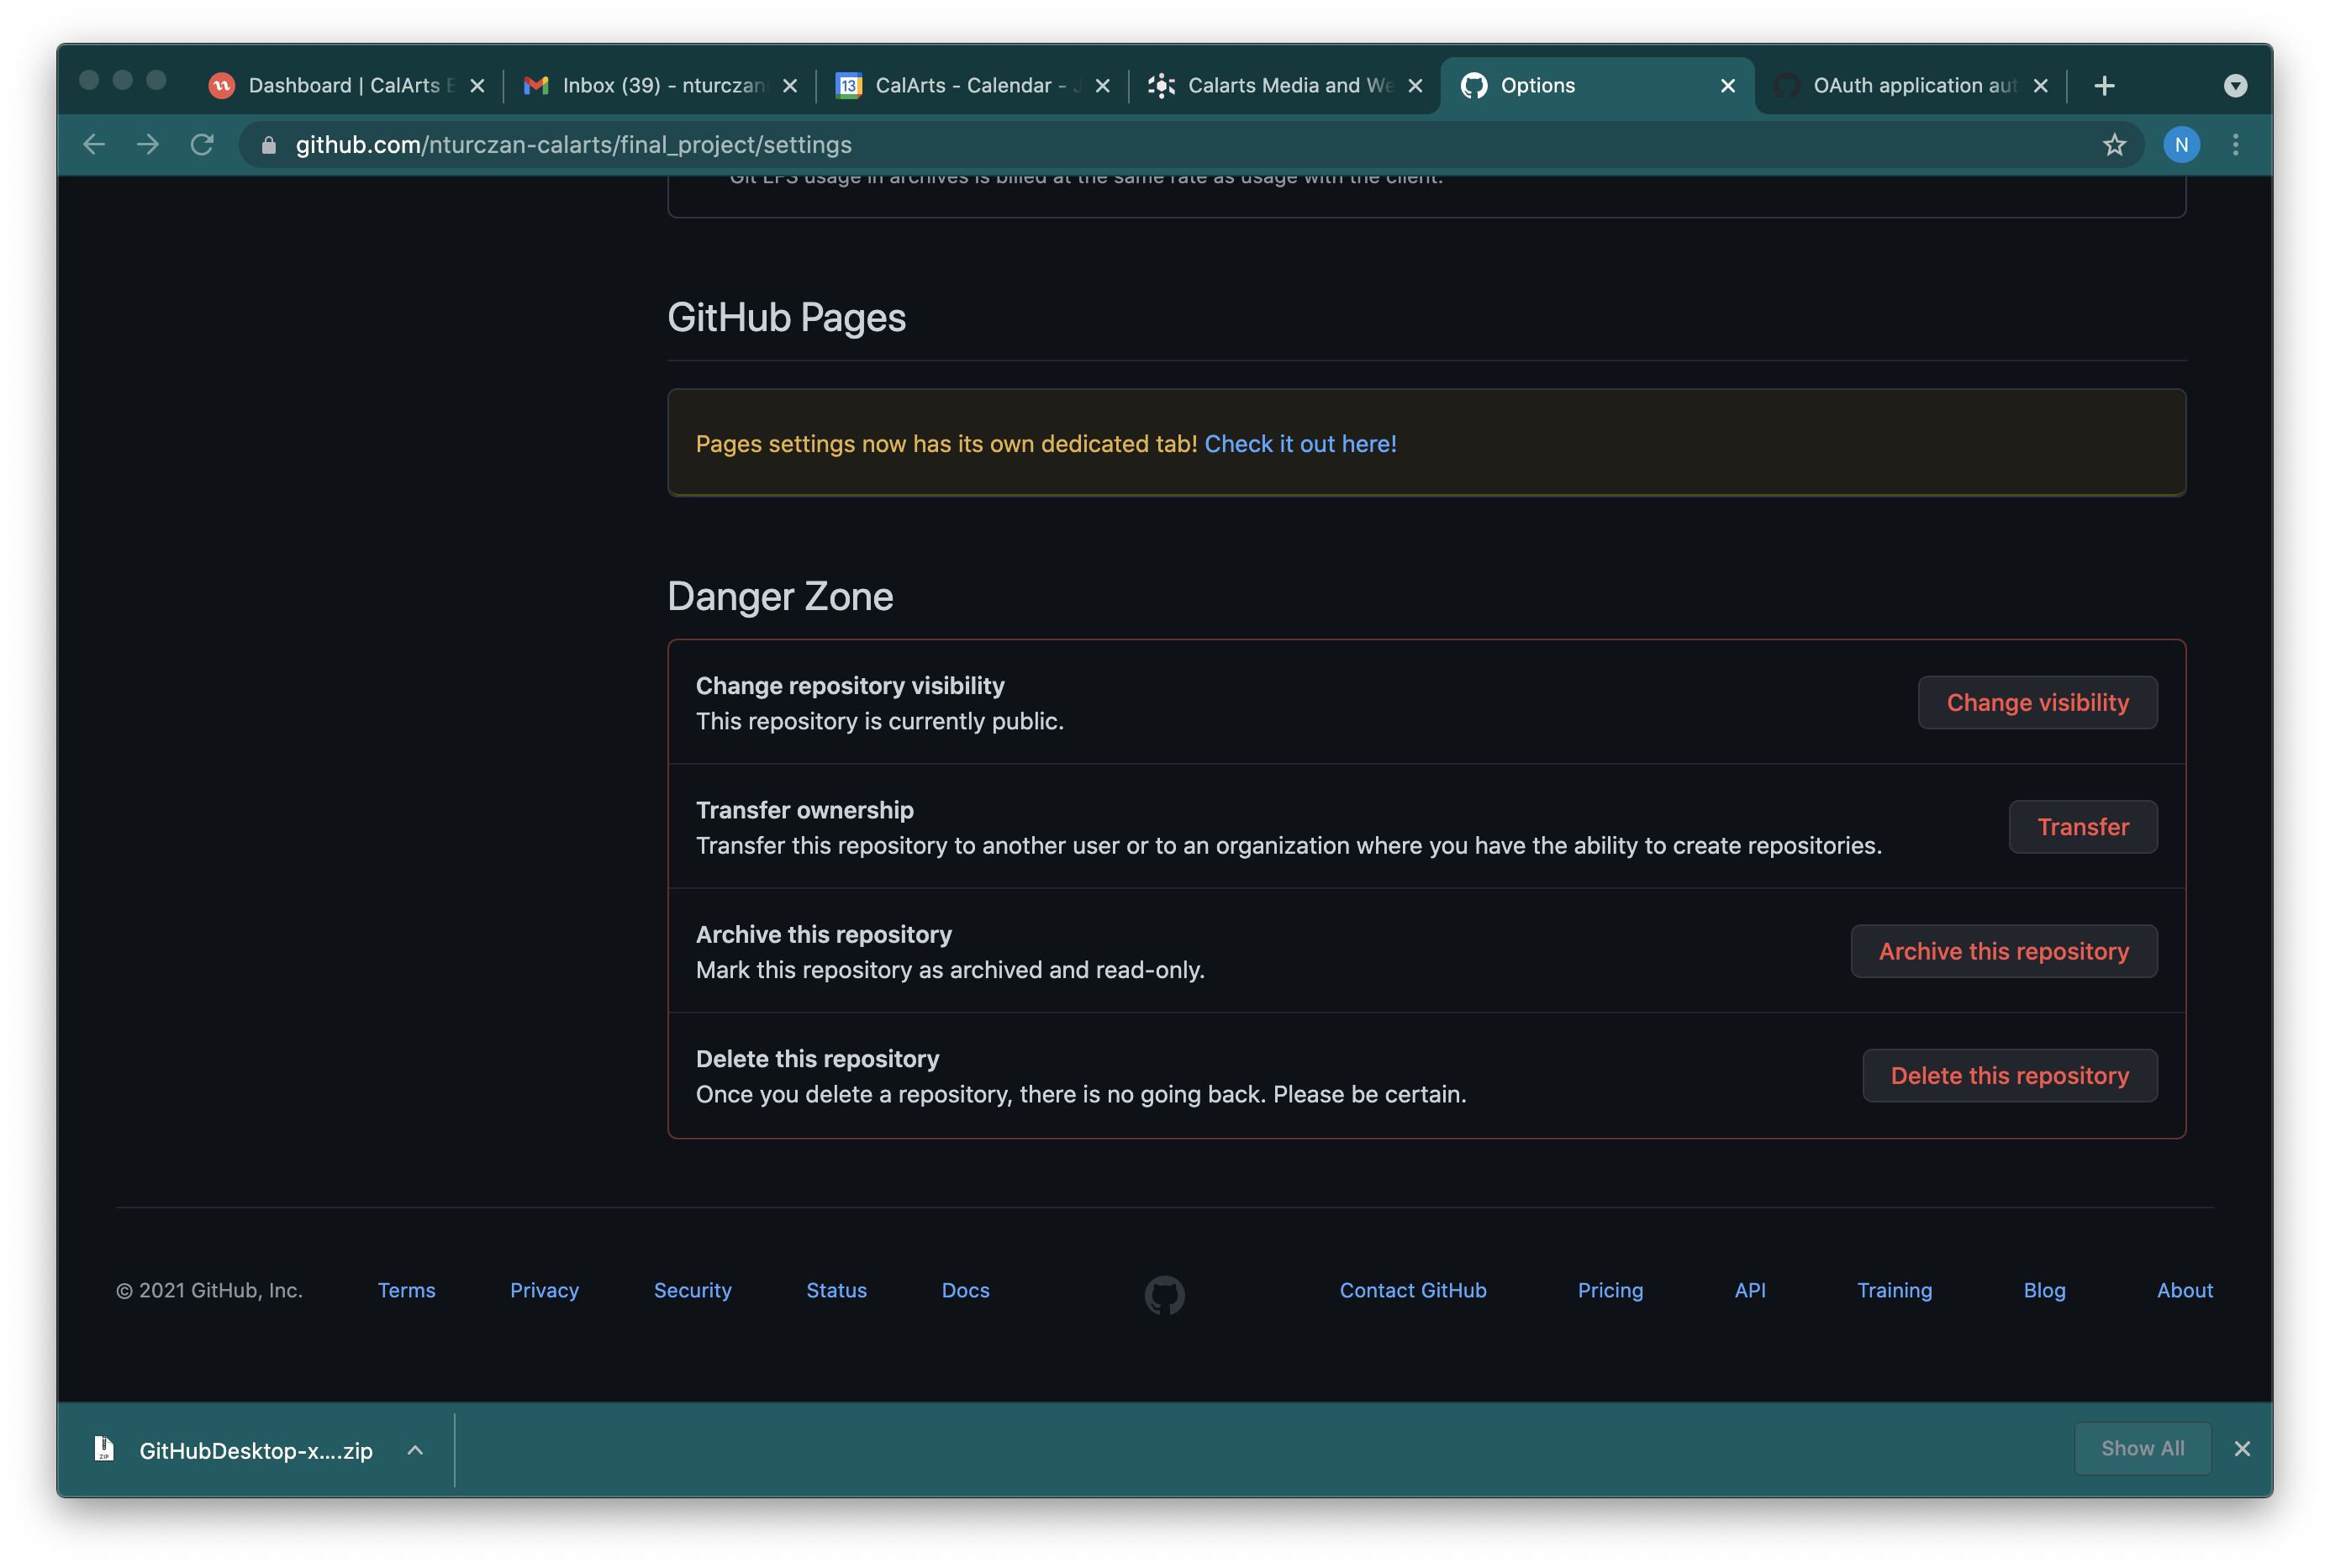 Dashboard | CalArts
Inbox (39) - nturczan
CalArts - Calendar -
Calarts Media and We
Options
OAuth application aut
13
github.com/nturczan-calarts/final_project/settings
N
Git LFS usage in archives is billed at the same rate as usage with the client.
GitHub Pages
Pages settings now has its own dedicated tab! Check it out here!
Danger Zone
Change repository visibility
This repository is currently public.
Change visibility
Transfer ownership
Transfer this repository to another user or to an organization where you have the ability to create repositories.
Transfer
Archive this repository
Mark this repository as archived and read-only.
Archive this repository
Delete this repository
Once you delete a repository, there is no going back. Please be certain.
Delete this repository
© 2021 GitHub, Inc.
Terms
Privacy
Security
Status
Docs
Contact GitHub
Pricing
API
Training
Blog
About
ZIP
GitHubDesktop-x....zip
Show All